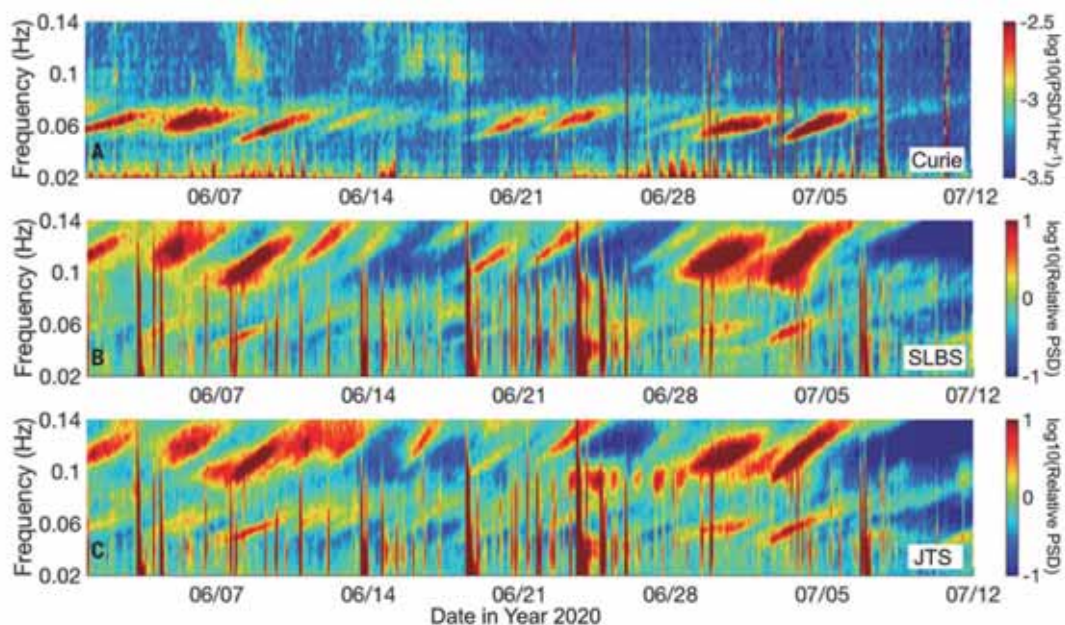 0.14
0.1
0.06
0.02
Frequency (Hz)
A
Curie
-2.5
-3
-3.5
log10(PSD/1Hz⁻¹)
06/07 06/14 06/21 06/28 07/05 07/12
0.14
0.1
0.06
0.02
Frequency (Hz)
B
SLBS
1
0
-1
log10(Relative PSD)
06/07 06/14 06/21 06/28 07/05 07/12
0.14
0.1
0.06
0.02
Frequency (Hz)
C
JTS
1
0
-1
log10(Relative PSD)
06/07 06/14 06/21 06/28 07/05 07/12
Date in Year 2020